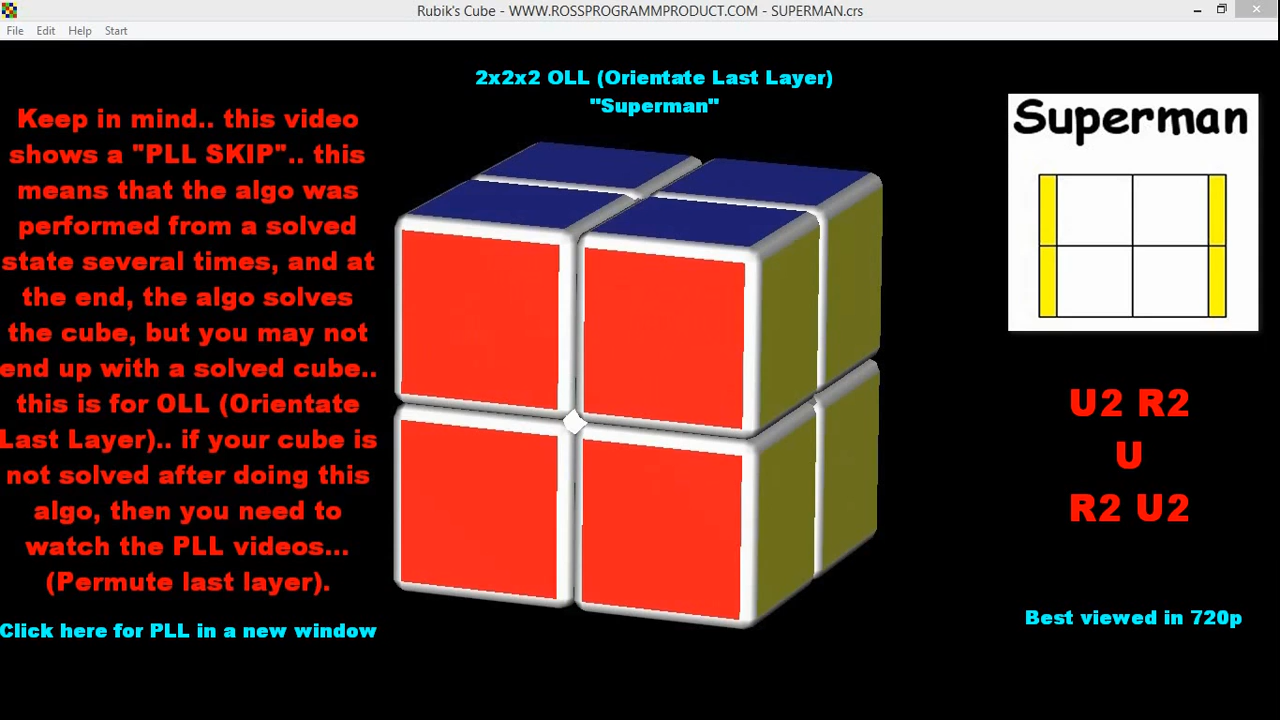 Rubik's Cube - WWW.ROSSPROGRAMMPRODUCT.COM - SUPERMAN.crs
File Edit Help Start
2x2x2 OLL (Orientate Last Layer)
"Superman"
Keep in mind.. this video
shows a "PLL SKIP".. this
means that the algo was
performed from a solved
state several times, and at
the end, the algo solves
the cube, but you may not
end up with a solved cube..
this is for OLL (Orientate
Last Layer).. if your cube is
not solved after doing this
algo, then you need to
watch the PLL videos...
(Permute last layer).
Click here for PLL in a new window
Superman
U2 R2
U
R2 U2
Best viewed in 720p